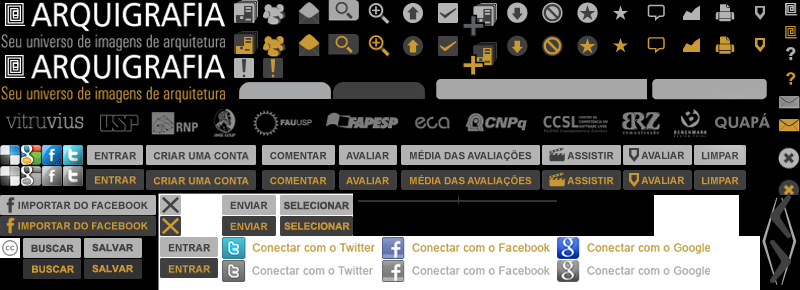 ARQUIGRAFIA
Seu universo de imagens de arquitetura
ARQUIGRAFIA
Seu universo de imagens de arquitetura
! !
? ?
vitruvius USP RNP IME-USP FAUUSP FAPESP eca CNPq CCSL BRZ BENCHMARK QUAPÁ
ENTRAR CRIAR UMA CONTA COMENTAR AVALIAR MÉDIA DAS AVALIAÇÕES ASSISTIR AVALIAR LIMPAR
ENTRAR CRIAR UMA CONTA COMENTAR AVALIAR MÉDIA DAS AVALIAÇÕES ASSISTIR AVALIAR LIMPAR
f IMPORTAR DO FACEBOOK ENVIAR SELECIONAR
f IMPORTAR DO FACEBOOK ENVIAR SELECIONAR
cc BUSCAR SALVAR ENTRAR Conectar com o Twitter Conectar com o Facebook Conectar com o Google
BUSCAR SALVAR ENTRAR Conectar com o Twitter Conectar com o Facebook Conectar com o Google